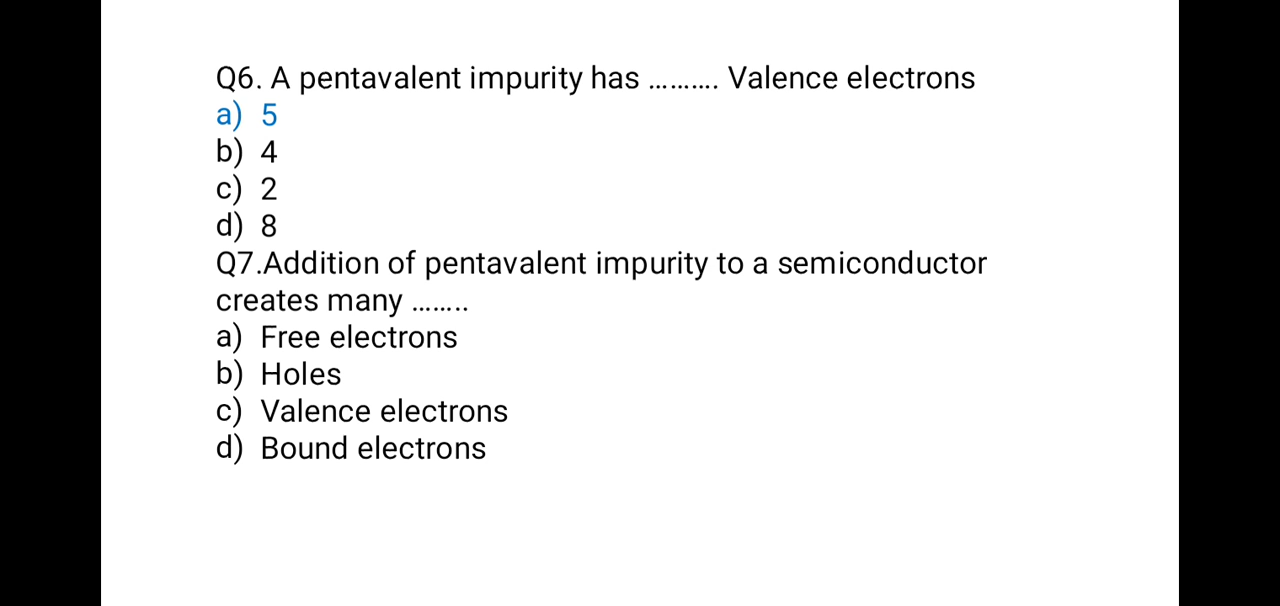 Q6. A pentavalent impurity has .......... Valence electrons
a) 5
b) 4
c) 2
d) 8
Q7.Addition of pentavalent impurity to a semiconductor
creates many ........
a) Free electrons
b) Holes
c) Valence electrons
d) Bound electrons